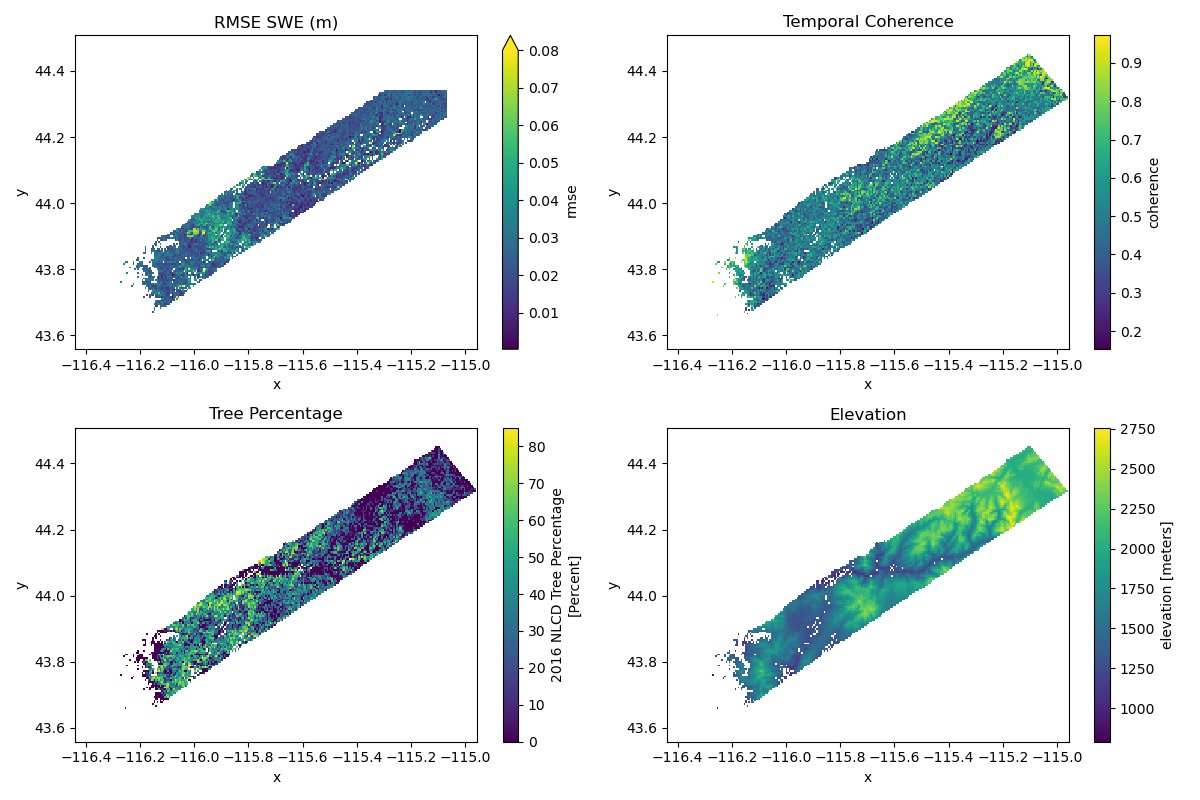 RMSE SWE (m)
44.4
44.2
44.0
43.8
43.6
y
−116.4 −116.2 −116.0 −115.8 −115.6 −115.4 −115.2 −115.0
x
0.08
0.07
0.06
0.05
0.04
0.03
0.02
0.01
rmse
Temporal Coherence
44.4
44.2
44.0
43.8
43.6
y
−116.4 −116.2 −116.0 −115.8 −115.6 −115.4 −115.2 −115.0
x
0.9
0.8
0.7
0.6
0.5
0.4
0.3
0.2
coherence
Tree Percentage
44.4
44.2
44.0
43.8
43.6
y
−116.4 −116.2 −116.0 −115.8 −115.6 −115.4 −115.2 −115.0
x
80
70
60
50
40
30
20
10
0
2016 NLCD Tree Percentage
[Percent]
Elevation
44.4
44.2
44.0
43.8
43.6
y
−116.4 −116.2 −116.0 −115.8 −115.6 −115.4 −115.2 −115.0
x
2750
2500
2250
2000
1750
1500
1250
1000
elevation [meters]